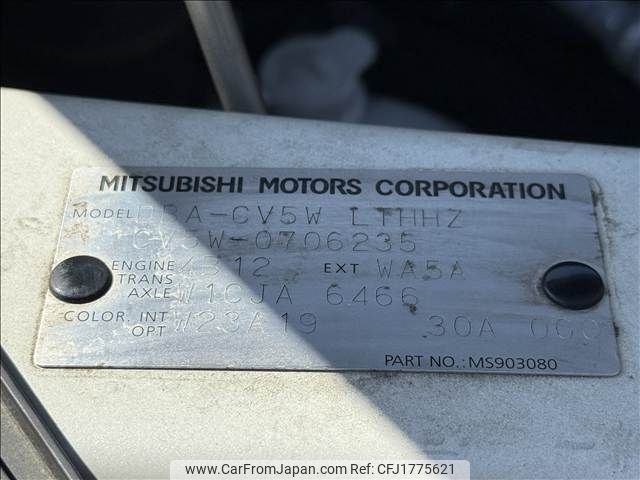 MITSUBISHI MOTORS CORPORATION
MODEL DBA-CV5W LTHHZ
CV5W-0706235
ENGINE 4B12 EXT WA5A
TRANS AXLE W1CJA 6466
COLOR. INT OPT W23A19 30A
PART NO.: MS903080
www.CarFromJapan.com ref:CFJ1775621